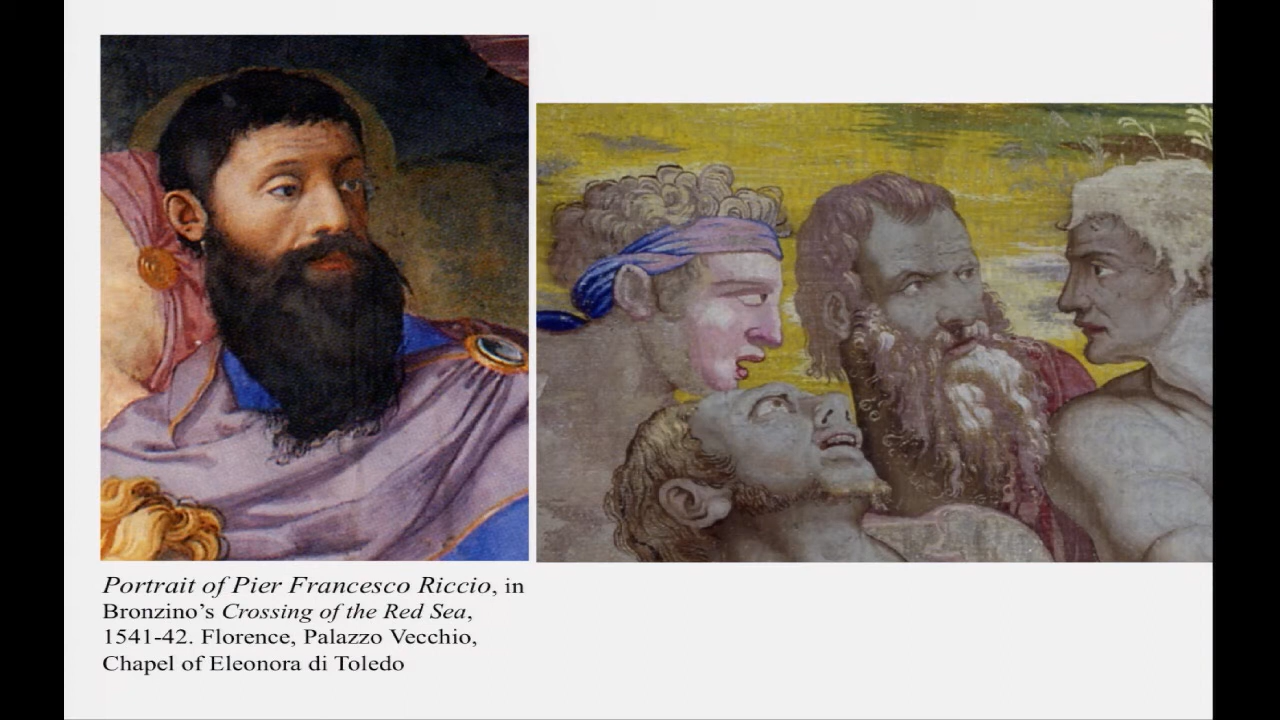 Portrait of Pier Francesco Riccio, in
Bronzino’s Crossing of the Red Sea,
1541-42. Florence, Palazzo Vecchio,
Chapel of Eleonora di Toledo